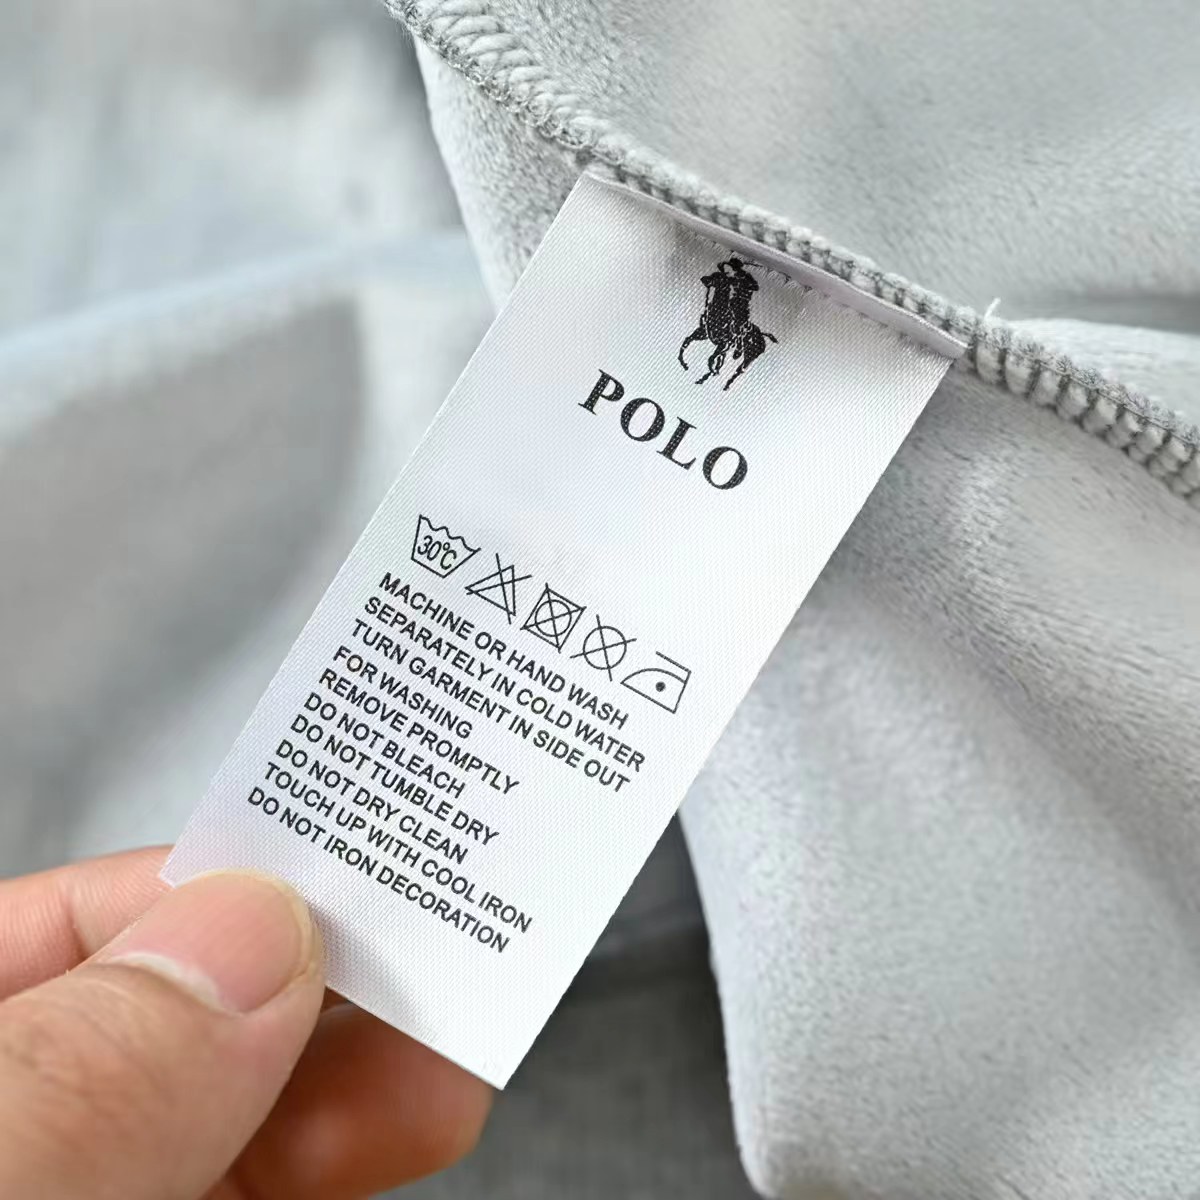 POLO
30°C
MACHINE OR HAND WASH
SEPARATELY IN COLD WATER
TURN GARMENT IN SIDE OUT
FOR WASHING
REMOVE PROMPTLY
DO NOT BLEACH
DO NOT TUMBLE DRY
DO NOT DRY CLEAN
TOUCH UP WITH COOL IRON
DO NOT IRON DECORATION